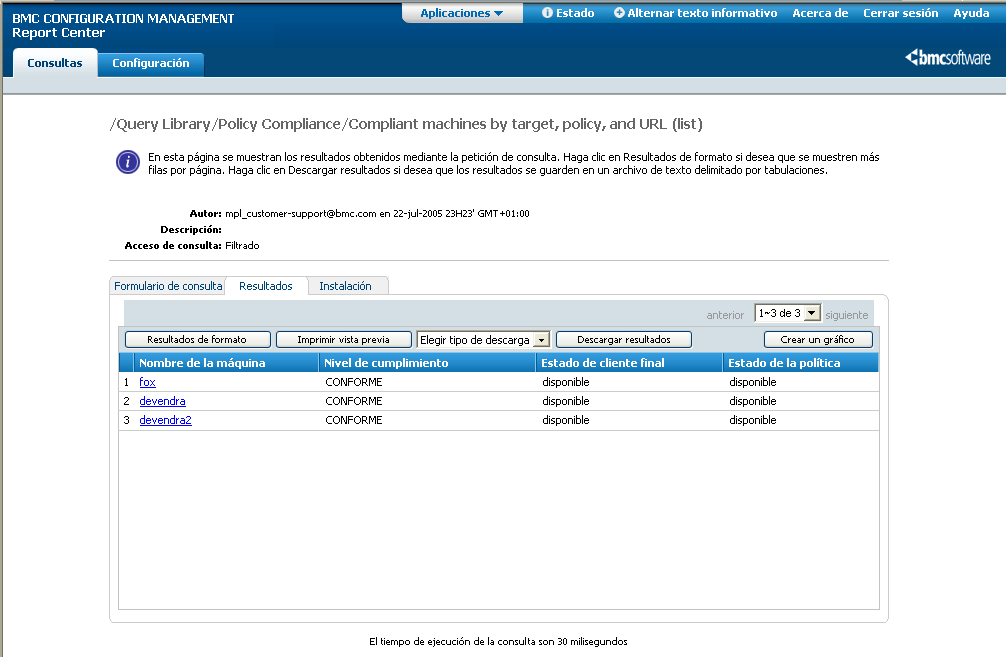 BMC CONFIGURATION MANAGEMENT
Report Center
Aplicaciones
Estado
Alternar texto informativo
Acerca de
Cerrar sesión
Ayuda
Consultas
Configuración
bmcsoftware
/Query Library/Policy Compliance/Compliant machines by target, policy, and URL (list)
En esta página se muestran los resultados obtenidos mediante la petición de consulta. Haga clic en Resultados de formato si desea que se muestren más
filas por página. Haga clic en Descargar resultados si desea que los resultados se guarden en un archivo de texto delimitado por tabulaciones.
Autor: mpl_customer-support@bmc.com en 22-jul-2005 23H23' GMT+01:00
Descripción:
Acceso de consulta: Filtrado
Formulario de consulta
Resultados
Instalación
anterior
1~3 de 3
siguiente
Resultados de formato
Imprimir vista previa
Elegir tipo de descarga
Descargar resultados
Crear un gráfico
Nombre de la máquina Nivel de cumplimiento Estado de cliente final Estado de la política
1 fox CONFORME disponible disponible
2 devendra CONFORME disponible disponible
3 devendra2 CONFORME disponible disponible
El tiempo de ejecución de la consulta son 30 milisegundos